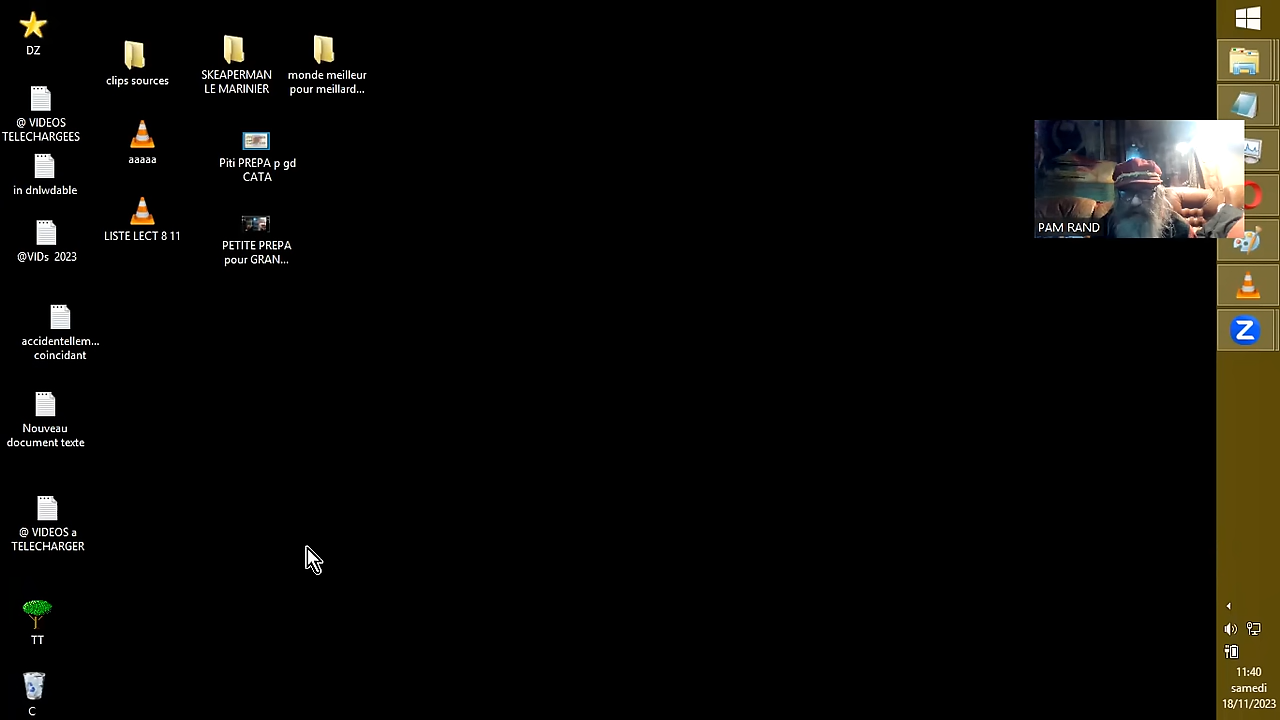 DZ
@ VIDEOS
TELECHARGEES
in dnlwdable
@VIDs 2023
accidentellem...
coincidant
Nouveau
document texte
@ VIDEOS a
TELECHARGER
TT
C
clips sources
aaaaa
LISTE LECT 8 11
SKEAPERMAN
LE MARINIER
Piti PREPA p gd
CATA
PETITE PREPA
pour GRAN...
monde meilleur
pour meillard...
PAM RAND
Z
11:40
samedi
18/11/2023